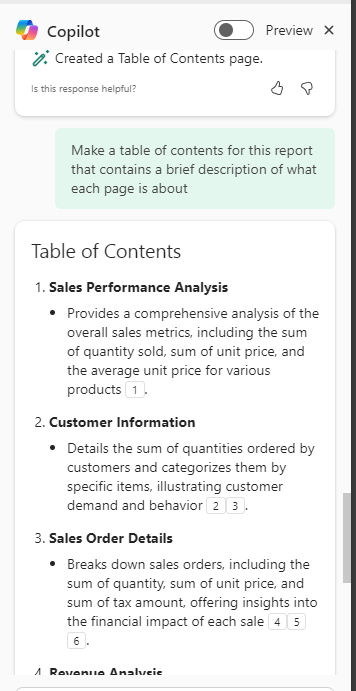 Copilot
Preview
Created a Table of Contents page.
Is this response helpful?
Make a table of contents for this report
that contains a brief description of what
each page is about
Table of Contents
1. Sales Performance Analysis
• Provides a comprehensive analysis of the
overall sales metrics, including the sum
of quantity sold, sum of unit price, and
the average unit price for various
products 1.
2. Customer Information
• Details the sum of quantities ordered by
customers and categorizes them by
specific items, illustrating customer
demand and behavior 2 3.
3. Sales Order Details
• Breaks down sales orders, including the
sum of quantity, sum of unit price, and
sum of tax amount, offering insights into
the financial impact of each sale 4 5
6.
4. Revenue Analysis